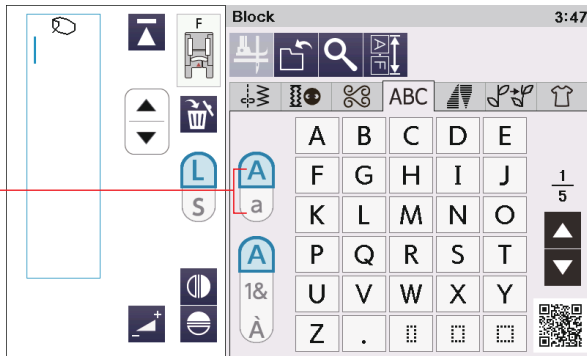 F
Block 3:47
A-F
ABC
L
S
A
a
A
1&
À
A B C D E
F G H I J
K L M N O
P Q R S T
U V W X Y
Z .
1
5